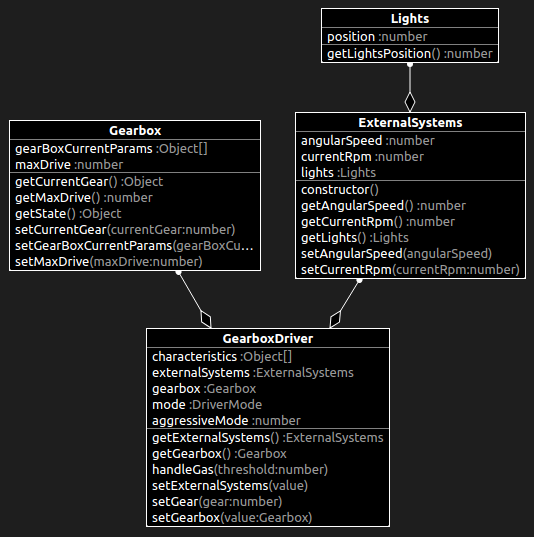 Lights
position :number
getLightsPosition() :number
Gearbox
gearBoxCurrentParams :Object[]
maxDrive :number
getCurrentGear() :Object
getMaxDrive() :number
getState() :Object
setCurrentGear(currentGear:number)
setGearBoxCurrentParams(gearBoxCu...
setMaxDrive(maxDrive:number)
ExternalSystems
angularSpeed :number
currentRpm :number
lights :Lights
constructor()
getAngularSpeed() :number
getCurrentRpm() :number
getLights() :Lights
setAngularSpeed(angularSpeed)
setCurrentRpm(currentRpm:number)
GearboxDriver
characteristics :Object[]
externalSystems :ExternalSystems
gearbox :Gearbox
mode :DriverMode
aggressiveMode :number
getExternalSystems() :ExternalSystems
getGearbox() :Gearbox
handleGas(threshold:number)
setExternalSystems(value)
setGear(gear:number)
setGearbox(value:Gearbox)